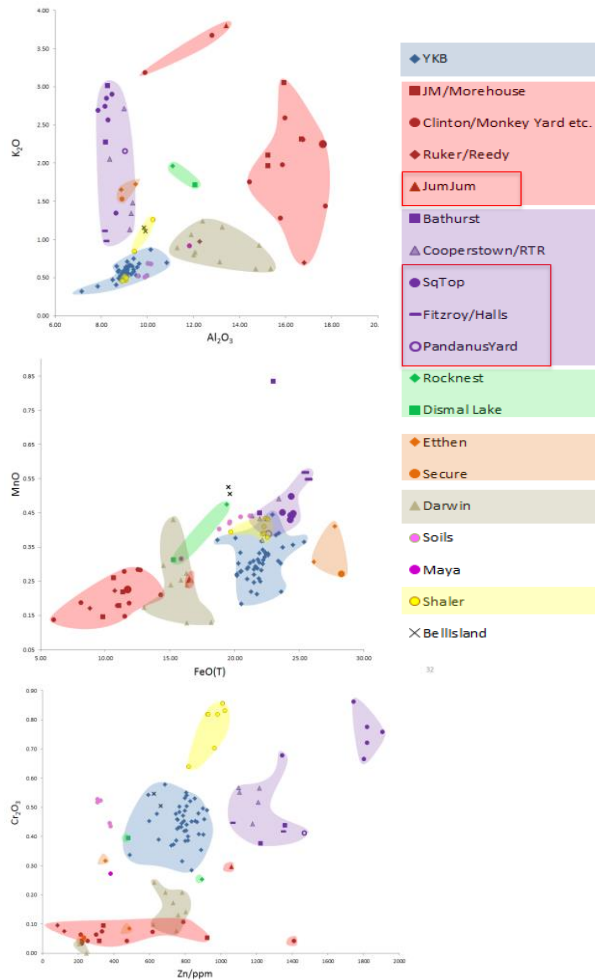 4.00
3.50
3.00
2.50
2.00
1.50
1.00
0.50
0.00
K2O
6.00 8.00 10.00 12.00 14.00 16.00 18.00 20.
Al2O3
0.85
0.75
0.65
0.55
0.45
0.35
0.25
0.15
0.05
MnO
5.00 10.00 15.00 20.00 25.00 30.00
FeO(T)
0.90
0.80
0.70
0.60
0.50
0.40
0.30
0.20
0.10
0.00
Cr2O3
0 200 400 600 800 1000 1200 1400 1600 1800 2000
Zn/ppm
YKB
JM/Morehouse
Clinton/Monkey Yard etc.
Ruker/Reedy
JumJum
Bathurst
Cooperstown/RTR
SqTop
Fitzroy/Halls
PandanusYard
Rocknest
Dismal Lake
Etthen
Secure
Darwin
Soils
Maya
Shaler
BellIsland
32